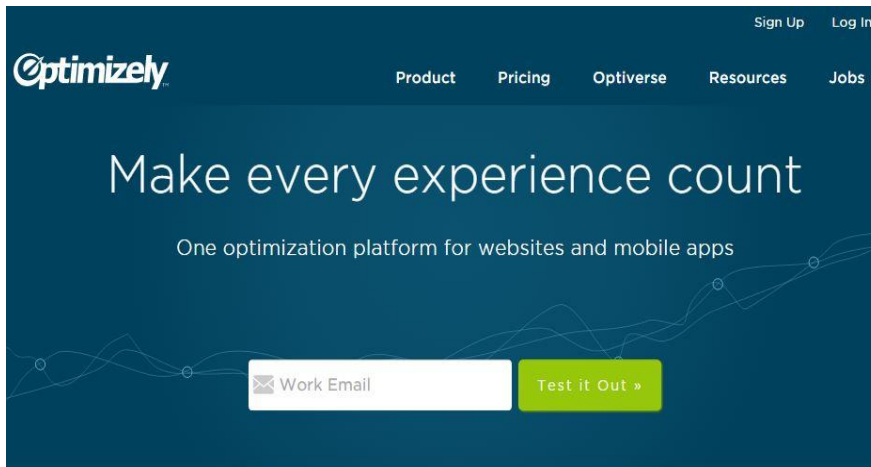 Sign Up Log In
Optimizely™
Product Pricing Optiverse Resources Jobs
Make every experience count
One optimization platform for websites and mobile apps
Work Email
Test it Out »